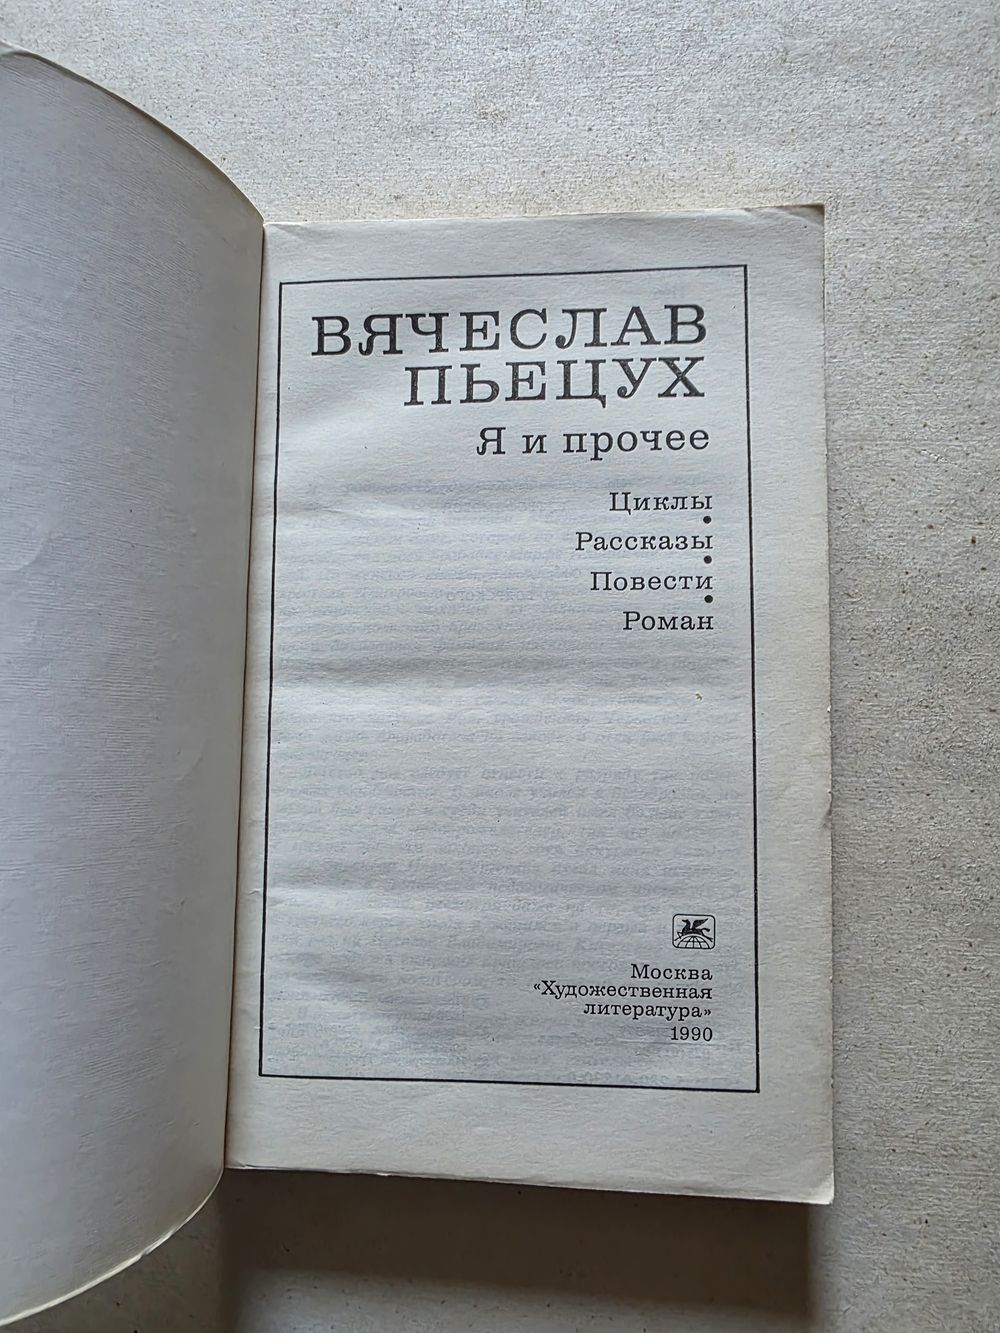 ВЯЧЕСЛАВ
ПЬЕЦУХ
Я и прочее
Циклы
•
Рассказы
•
Повести
•
Роман
Москва
«Художественная
литература»
1990